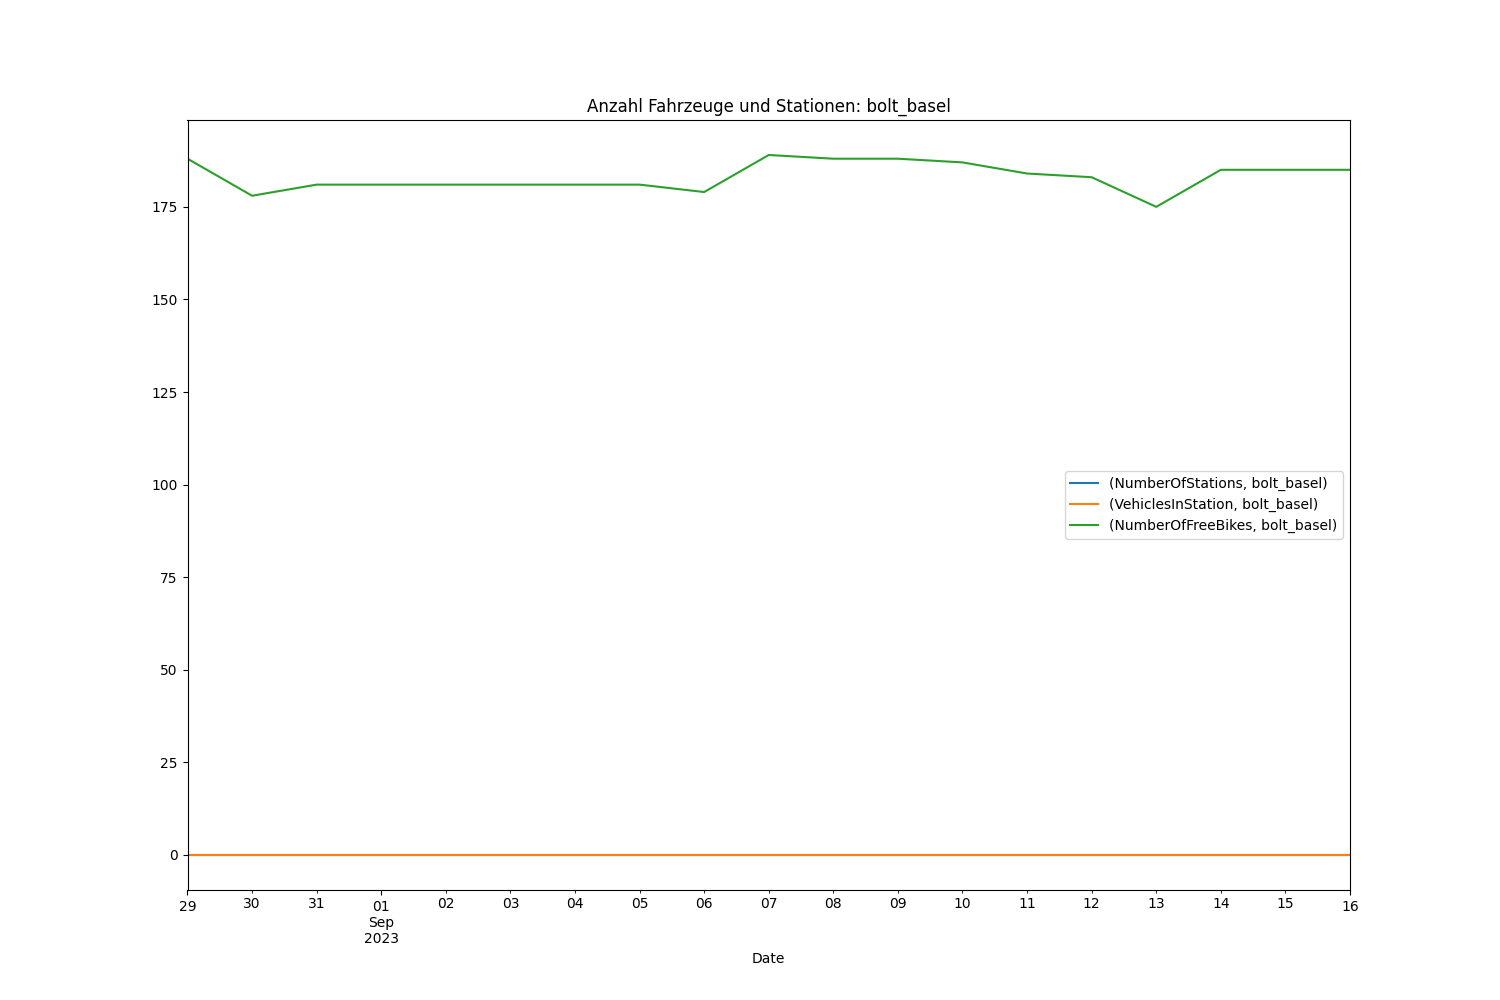 Anzahl Fahrzeuge und Stationen: bolt_basel
175
150
125
100
75
50
25
0
(NumberOfStations, bolt_basel)
(VehiclesInStation, bolt_basel)
(NumberOfFreeBikes, bolt_basel)
29 30 31 01 02 03 04 05 06 07 08 09 10 11 12 13 14 15 16
Sep
2023
Date